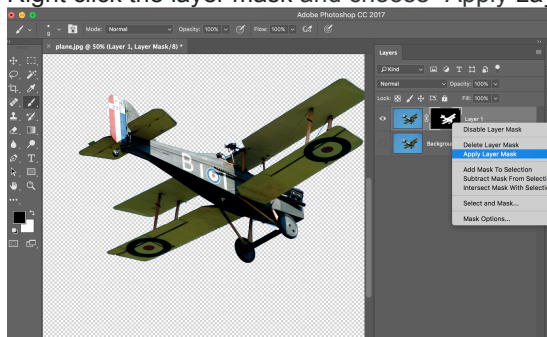 Right click the layer mask and choose "Apply La
Adobe Photoshop CC 2017
Mode: Normal Opacity: 100% Flow: 100%
× plane.jpg @ 50% (Layer 1, Layer Mask/8) *
Layers
Kind
Normal Opacity: 100%
Lock: Fill: 100%
Layer 1
Backgrou
Disable Layer Mask
Delete Layer Mask
Apply Layer Mask
Add Mask To Selection
Subtract Mask From Selecti
Intersect Mask With Selectio
Select and Mask...
Mask Options...
B 1